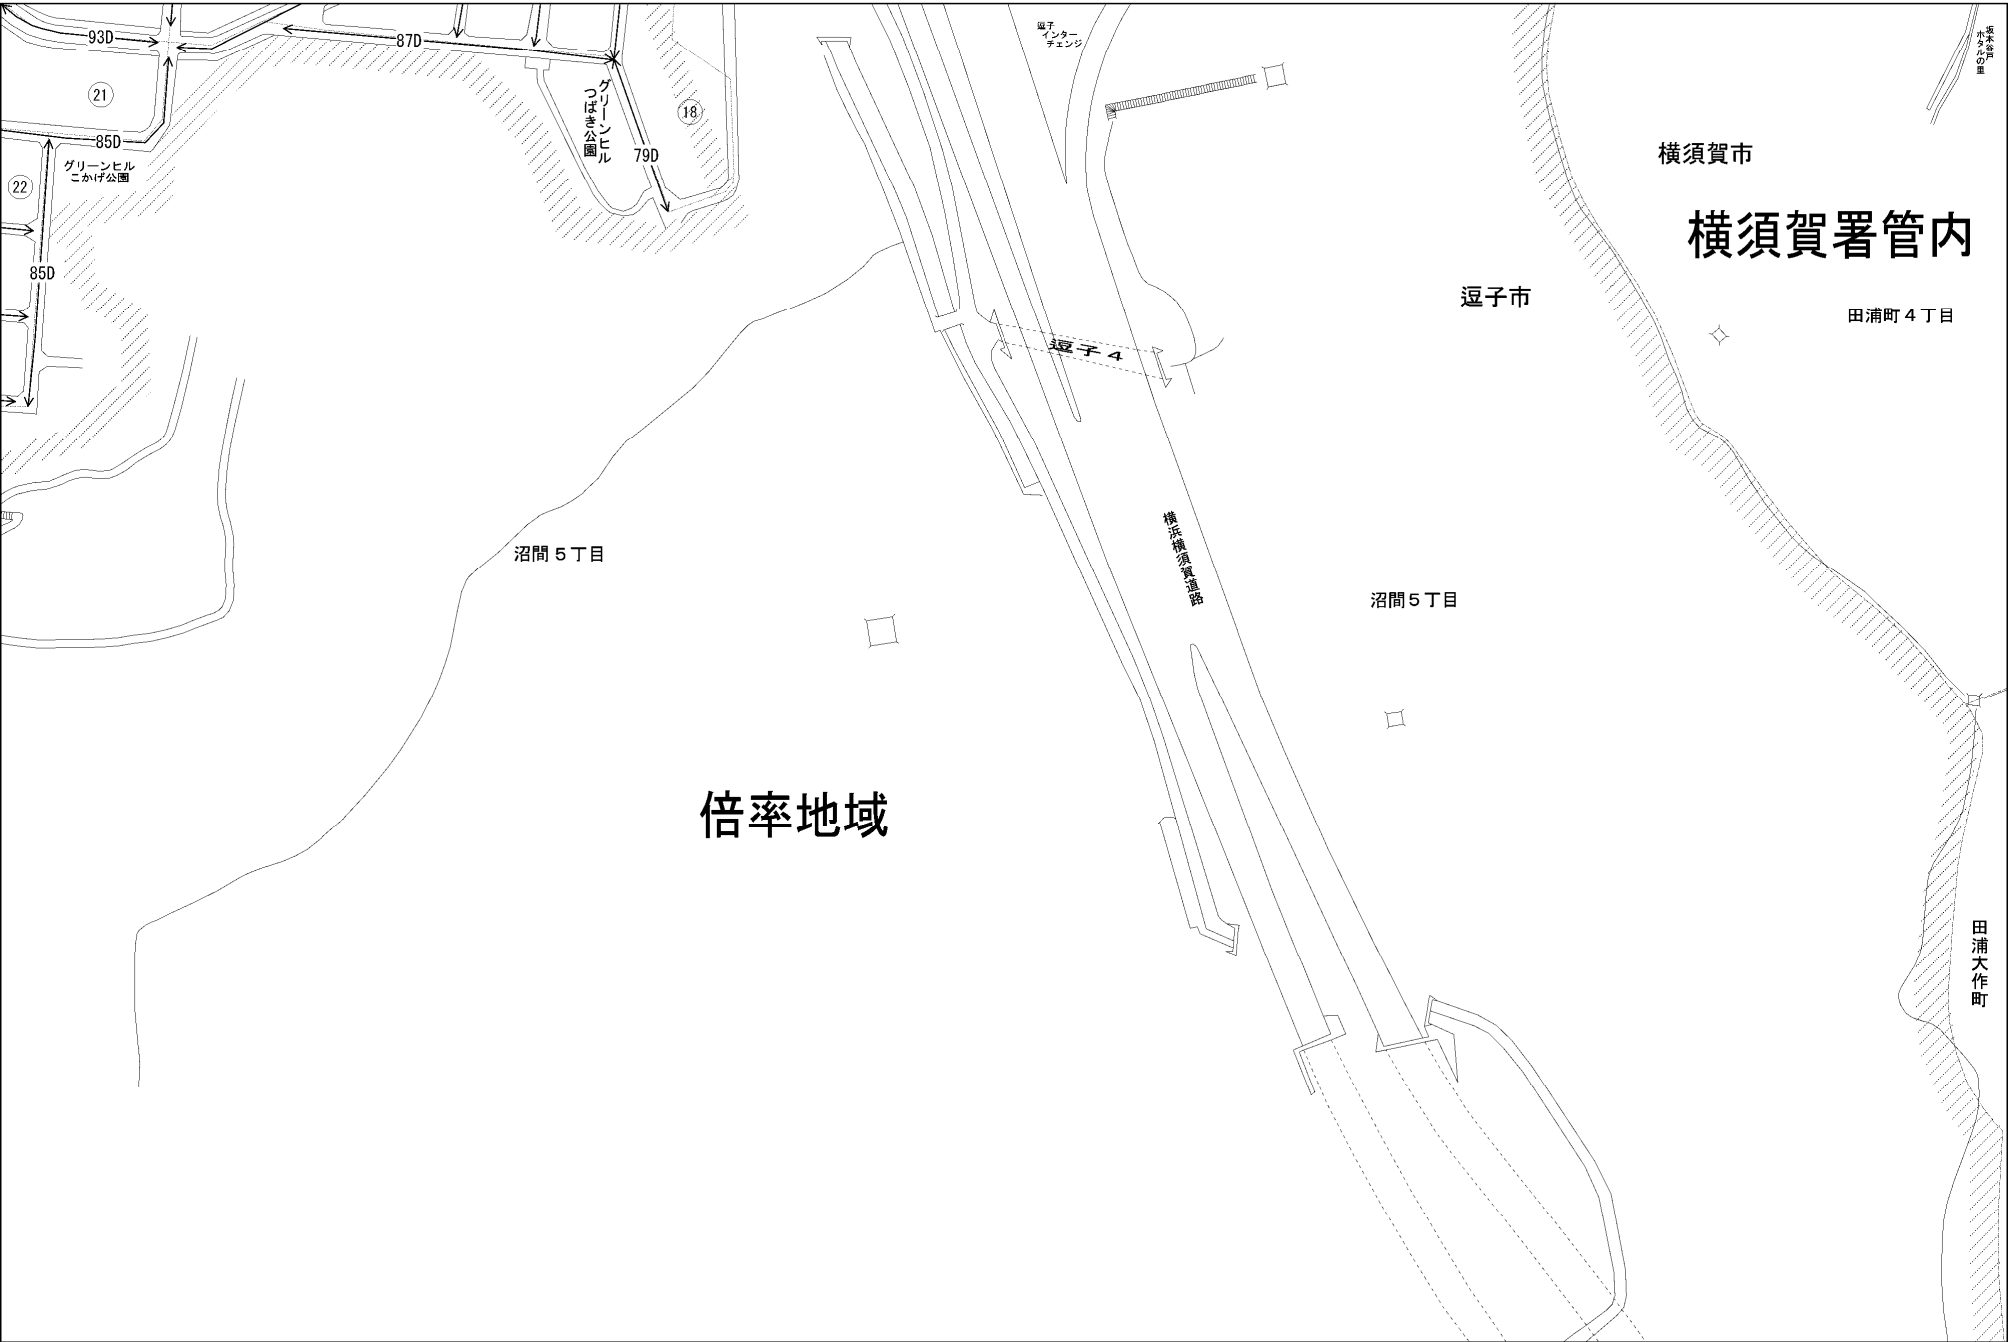 93D
87D
逗子
インター
チェンジ
坂本谷戸
ホタルの里
21
グリーンヒル
つばき公園
18
85D
79D
グリーンヒル
こかげ公園
22
横須賀市
横須賀署管内
85D
逗子市
田浦町４丁目
逗子４
横浜横須賀道路
沼間５丁目
沼間５丁目
倍率地域
田浦大作町